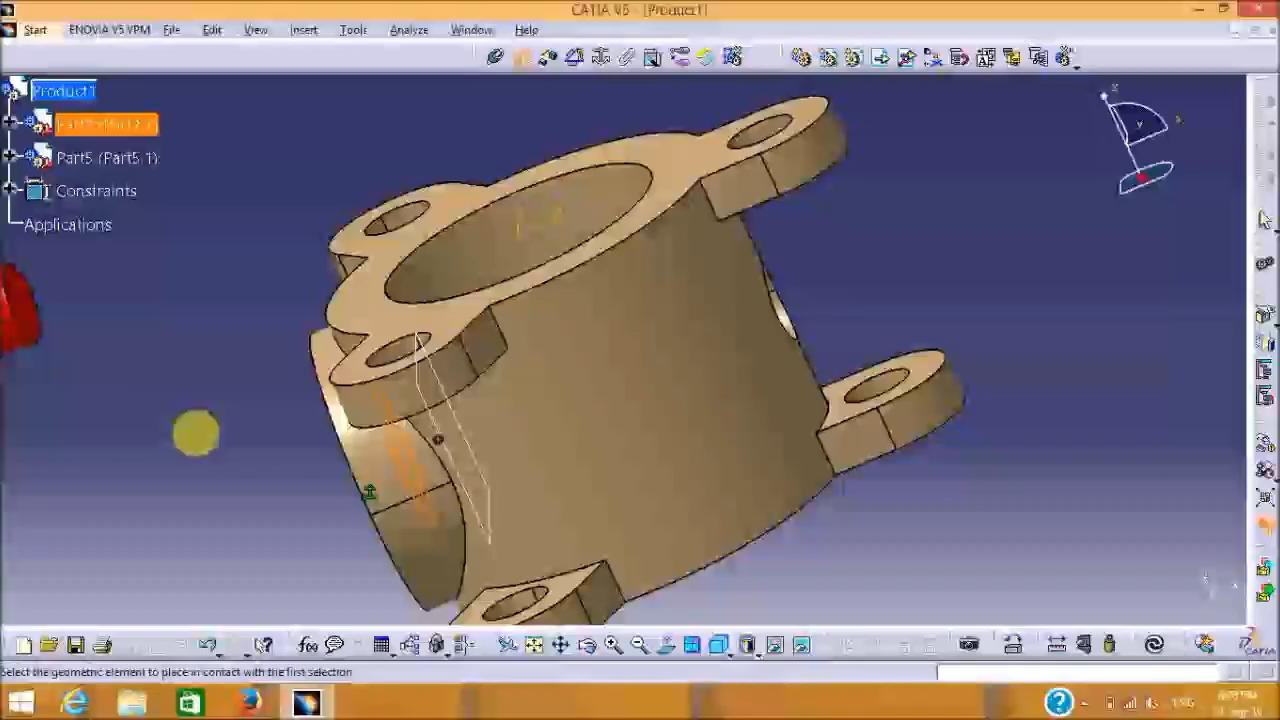 CATIA V5 - [Product1]
Start ENOVIA V5 VPM File Edit View Insert Tools Analyze Window Help
Product1
Part5 (Part5.1)
Constraints
Applications
Select the geometric element to place in contact with the first selection